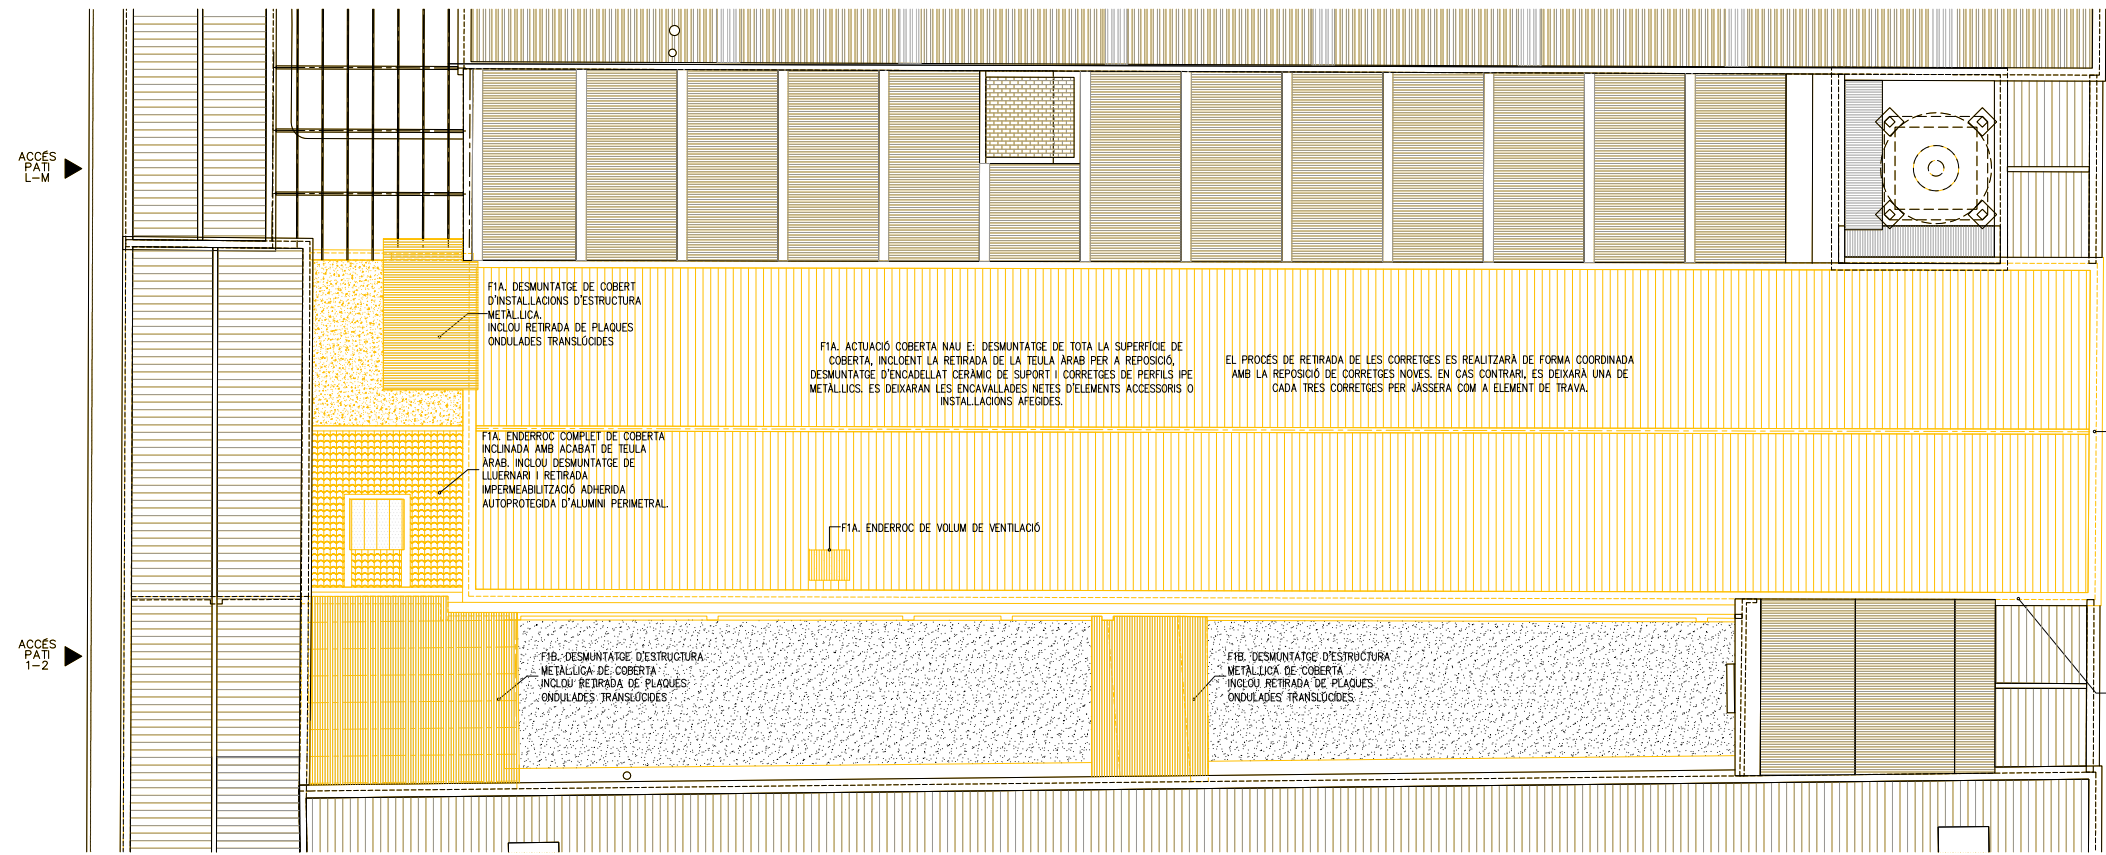 ACCÉS
PATI
L-M
F1A. DESMUNTATGE DE COBERT
D'INSTAL.LACIONS D'ESTRUCTURA
METÀL.LICA.
INCLOU RETIRADA DE PLAQUES
ONDULADES TRANSLÚCIDES
F1A. ACTUACIÓ COBERTA NAU E: DESMUNTATGE DE TOTA LA SUPERFÍCIE DE
COBERTA, INCLOENT LA RETIRADA DE LA TEULA ÀRAB PER A REPOSICIÓ,
DESMUNTATGE D'ENCADELLAT CERÀMIC DE SUPORT I CORRETGES DE PERFILS IPE
METÀL.LICS. ES DEIXARAN LES ENCAVALLADES NETES D'ELEMENTS ACCESSORIS O
INSTAL.LACIONS AFEGIDES.
EL PROCÉS DE RETIRADA DE LES CORRETGES ES REALITZARÀ DE FORMA COORDINADA
AMB LA REPOSICIÓ DE CORRETGES NOVES. EN CAS CONTRARI, ES DEIXARÀ UNA DE
CADA TRES CORRETGES PER JÀSSERA COM A ELEMENT DE TRAVA.
F1A. ENDERROC COMPLET DE COBERTA
INCLINADA AMB ACABAT DE TEULA
ÀRAB. INCLOU DESMUNTATGE DE
LLUERNARI I RETIRADA
IMPERMEABILITZACIÓ ADHERIDA
AUTOPROTEGIDA D'ALUMINI PERIMETRAL.
F1A. ENDERROC DE VOLUM DE VENTILACIÓ
ACCÉS
PATI
1-2
F1B. DESMUNTATGE D'ESTRUCTURA
METÀL.LICA DE COBERTA
INCLOU RETIRADA DE PLAQUES
ONDULADES TRANSLÚCIDES
F1B. DESMUNTATGE D'ESTRUCTURA
METÀL.LICA DE COBERTA
INCLOU RETIRADA DE PLAQUES
ONDULADES TRANSLÚCIDES